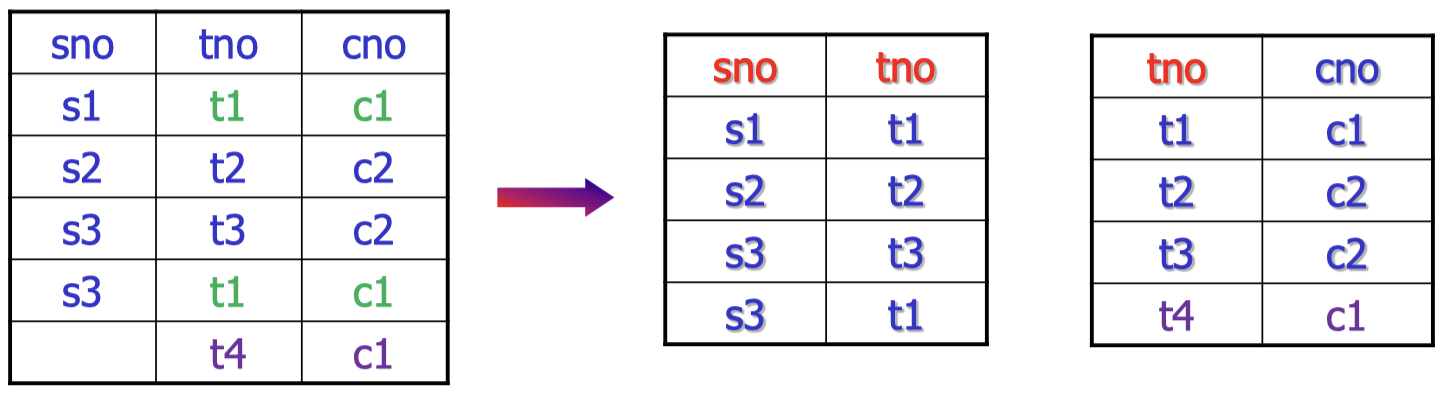 sno tno cno
s1 t1 c1
s2 t2 c2
s3 t3 c2
s3 t1 c1
t4 c1
sno tno
s1 t1
s2 t2
s3 t3
s3 t1
tno cno
t1 c1
t2 c2
t3 c2
t4 c1